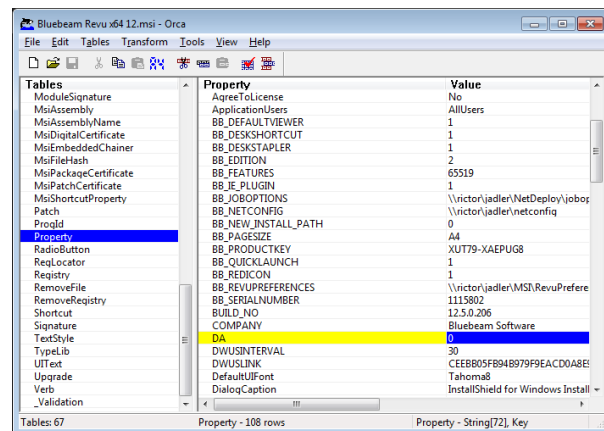 Bluebeam Revu x64 12.msi - Orca
File Edit Tables Transform Tools View Help
Tables
ModuleSignature
MsiAssembly
MsiAssemblyName
MsiDigitalCertificate
MsiEmbeddedChainer
MsiFileHash
MsiPackageCertificate
MsiPatchCertificate
MsiShortcutProperty
Patch
ProgId
Property
RadioButton
RegLocator
Registry
RemoveFile
RemoveRegistry
Shortcut
Signature
TextStyle
TypeLib
UIText
Upgrade
Verb
_Validation
Property Value
AgreeToLicense No
ApplicationUsers AllUsers
BB_DEFAULTVIEWER 1
BB_DESKSHORTCUT 1
BB_DESKSTAPLER 1
BB_EDITION 2
BB_FEATURES 65519
BB_IE_PLUGIN 1
BB_JOBOPTIONS \\rictor\jadler\NetDeploy\jobop
BB_NETCONFIG \\rictor\jadler\netconfig
BB_NEW_INSTALL_PATH 0
BB_PAGESIZE A4
BB_PRODUCTKEY XUT79-XAEPUG8
BB_QUICKLAUNCH 1
BB_REDICON 1
BB_REVUPREFERENCES \\rictor\jadler\MSI\RevuPrefere
BB_SERIALNUMBER 1115802
BUILD_NO 12.5.0.206
COMPANY Bluebeam Software
DA 0
DWUSINTERVAL 30
DWUSLINK CEEBB05FB94B979F9EACD0A8E
DefaultUIFont Tahoma8
DialogCaption InstallShield for Windows Install
Tables: 67 Property - 108 rows Property - String[72], Key